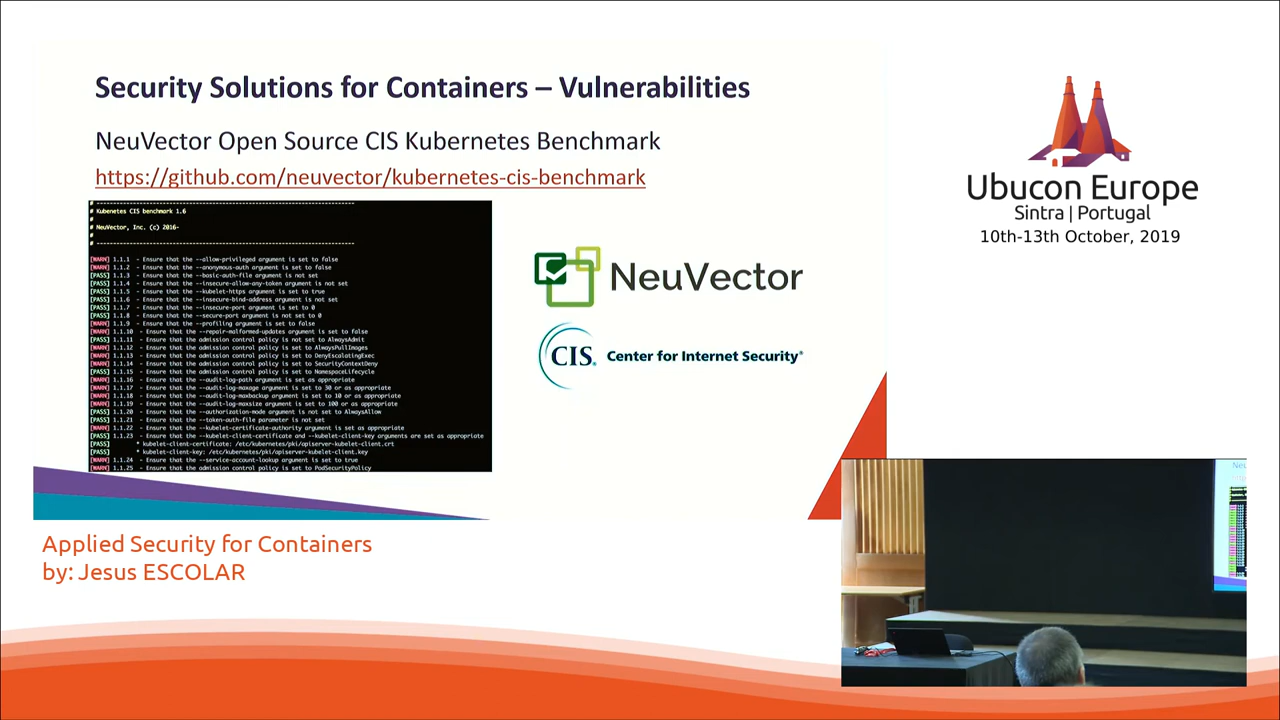 Security Solutions for Containers – Vulnerabilities
NeuVector Open Source CIS Kubernetes Benchmark
https://github.com/neuvector/kubernetes-cis-benchmark
# Kubenetes CIS benchmark 1.6
#
# NeuVector, Inc. (c) 2016-
#
[WARN] 1.1.1 - Ensure that the --allow-privileged argument is set to false
[WARN] 1.1.2 - Ensure that the --anonymous-auth argument is set to false
[PASS] 1.1.3 - Ensure that the --basic-auth-file argument is not set
[PASS] 1.1.4 - Ensure that the --insecure-allow-any-token argument is not set
[PASS] 1.1.5 - Ensure that the --kubelet-https argument is set to true
[PASS] 1.1.6 - Ensure that the --insecure-bind-address argument is not set
[PASS] 1.1.7 - Ensure that the --insecure-port argument is set to 0
[PASS] 1.1.8 - Ensure that the --secure-port argument is not set to 0
[WARN] 1.1.9 - Ensure that the --profiling argument is set to false
[WARN] 1.1.10 - Ensure that the --repair-malformed-updates argument is set to false
[PASS] 1.1.11 - Ensure that the admission control policy is not set to AlwaysAdmit
[WARN] 1.1.12 - Ensure that the admission control policy is set to AlwaysPullImages
[WARN] 1.1.13 - Ensure that the admission control policy is set to DenyEscalatingExec
[WARN] 1.1.14 - Ensure that the admission control policy is set to SecurityContextDeny
[PASS] 1.1.15 - Ensure that the admission control policy is set to NamespaceLifecycle
[WARN] 1.1.16 - Ensure that the --audit-log-path argument is set as appropriate
[WARN] 1.1.17 - Ensure that the --audit-log-maxage argument is set to 30 or as appropriate
[WARN] 1.1.18 - Ensure that the --audit-log-maxbackup argument is set to 10 or as appropriate
[WARN] 1.1.19 - Ensure that the --audit-log-maxsize argument is set to 100 or as appropriate
[PASS] 1.1.20 - Ensure that the --authorization-mode argument is not set to AlwaysAllow
[PASS] 1.1.21 - Ensure that the --token-auth-file parameter is not set
[WARN] 1.1.22 - Ensure that the --kubelet-certificate-authority argument is set as appropriate
[PASS] 1.1.23 - Ensure that the --kubelet-client-certificate and --kubelet-client-key arguments are set as appropriate
[PASS] * kubelet-client-certificate: /etc/kubernetes/pki/apiserver-kubelet-client.crt
[PASS] * kubelet-client-key: /etc/kubernetes/pki/apiserver-kubelet-client.key
[WARN] 1.1.24 - Ensure that the --service-account-lookup argument is set to true
[WARN] 1.1.25 - Ensure that the admission control policy is set to PodSecurityPolicy
NeuVector
CIS. Center for Internet Security®
Ubucon Europe
Sintra | Portugal
10th-13th October, 2019
Applied Security for Containers
by: Jesus ESCOLAR